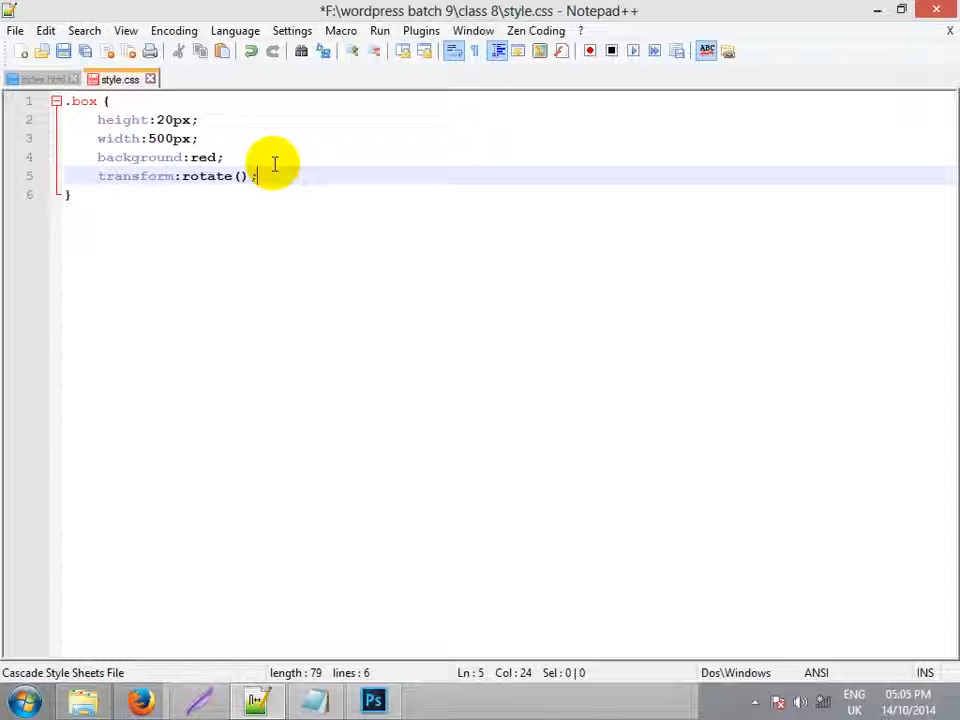 *F:\wordpress batch 9\class 8\style.css - Notepad++
File Edit Search View Encoding Language Settings Macro Run Plugins Window Zen Coding ? X
index.html style.css
1 .box {
2 height:20px;
3 width:500px;
4 background:red;
5 transform:rotate();
6 }
Cascade Style Sheets File length : 79 lines : 6 Ln : 5 Col : 24 Sel : 0 | 0 Dos\Windows ANSI INS
ENG 05:05 PM
UK 14/10/2014